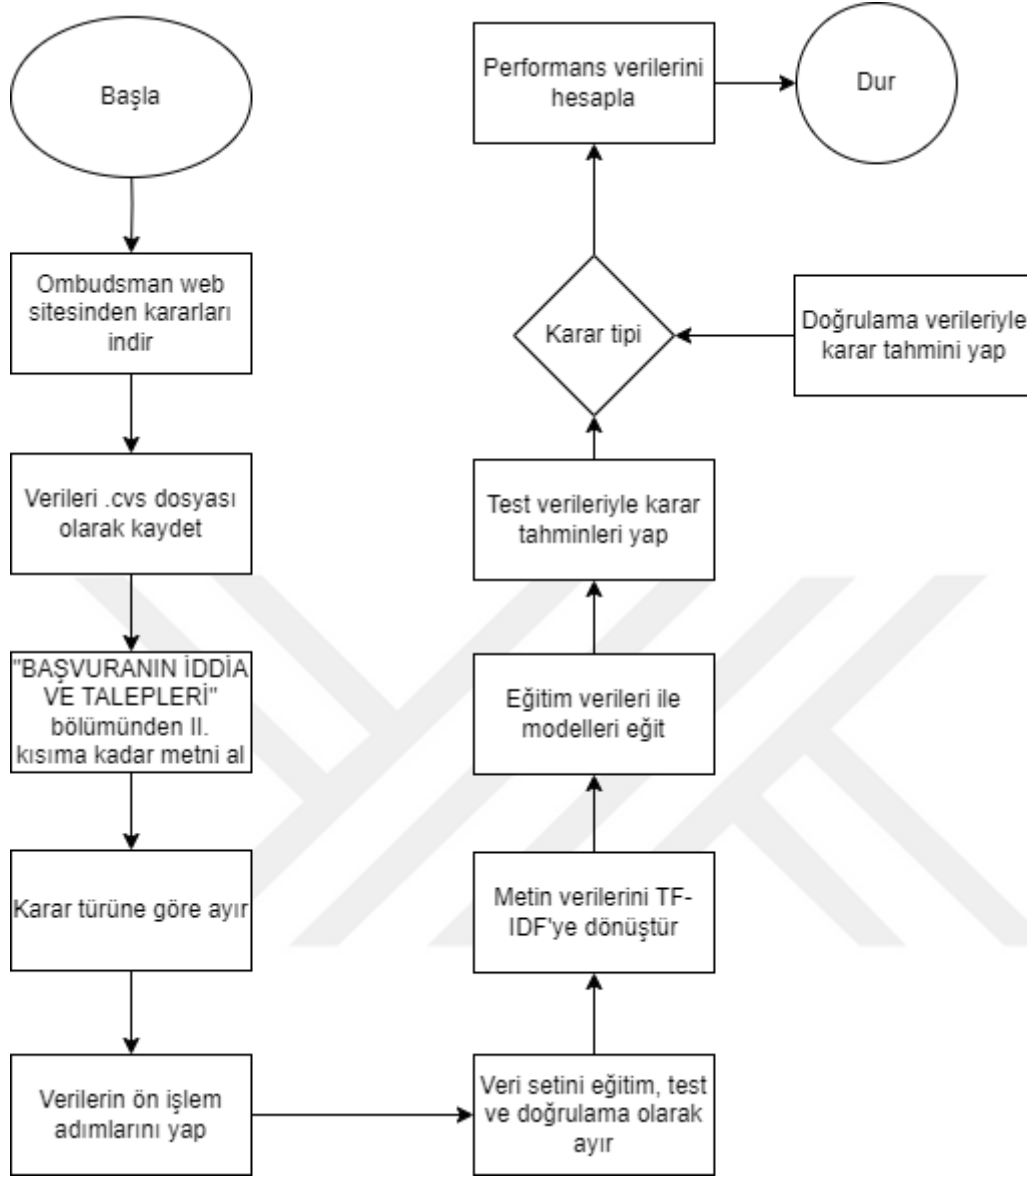 Başla
Ombudsman web
sitesinden kararları
indir
Verileri .cvs dosyası
olarak kaydet
"BAŞVURANIN İDDİA
VE TALEPLERİ"
bölümünden II.
kısıma kadar metni al
Karar türüne göre ayır
Verilerin ön işlem
adımlarını yap
Veri setini eğitim, test
ve doğrulama olarak
ayır
Metin verilerini TF-
IDF'ye dönüştür
Eğitim verileri ile
modelleri eğit
Test verileriyle karar
tahminleri yap
Karar tipi
Doğrulama verileriyle
karar tahmini yap
Performans verilerini
hesapla
Dur